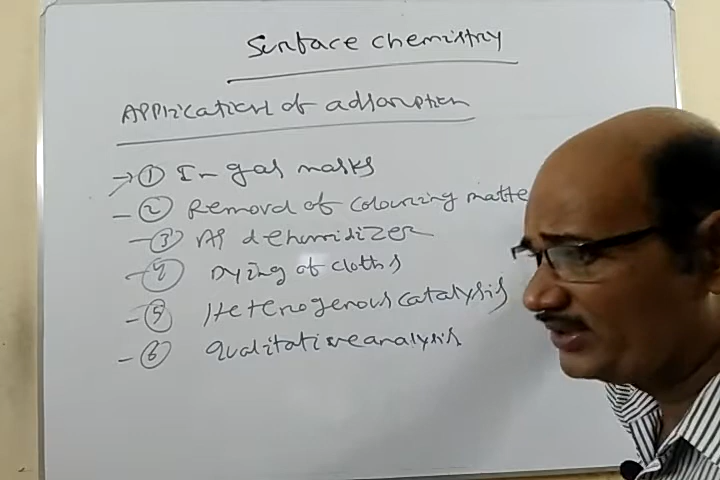 Surface chemistry
Application of adsorption
→ ① In gas masks
- ② Removal of colouring matte
- ③ As dehumidizer
- ④ Dying of cloths
- ⑤ Heterogenous catalysis
- ⑥ qualitative analysis